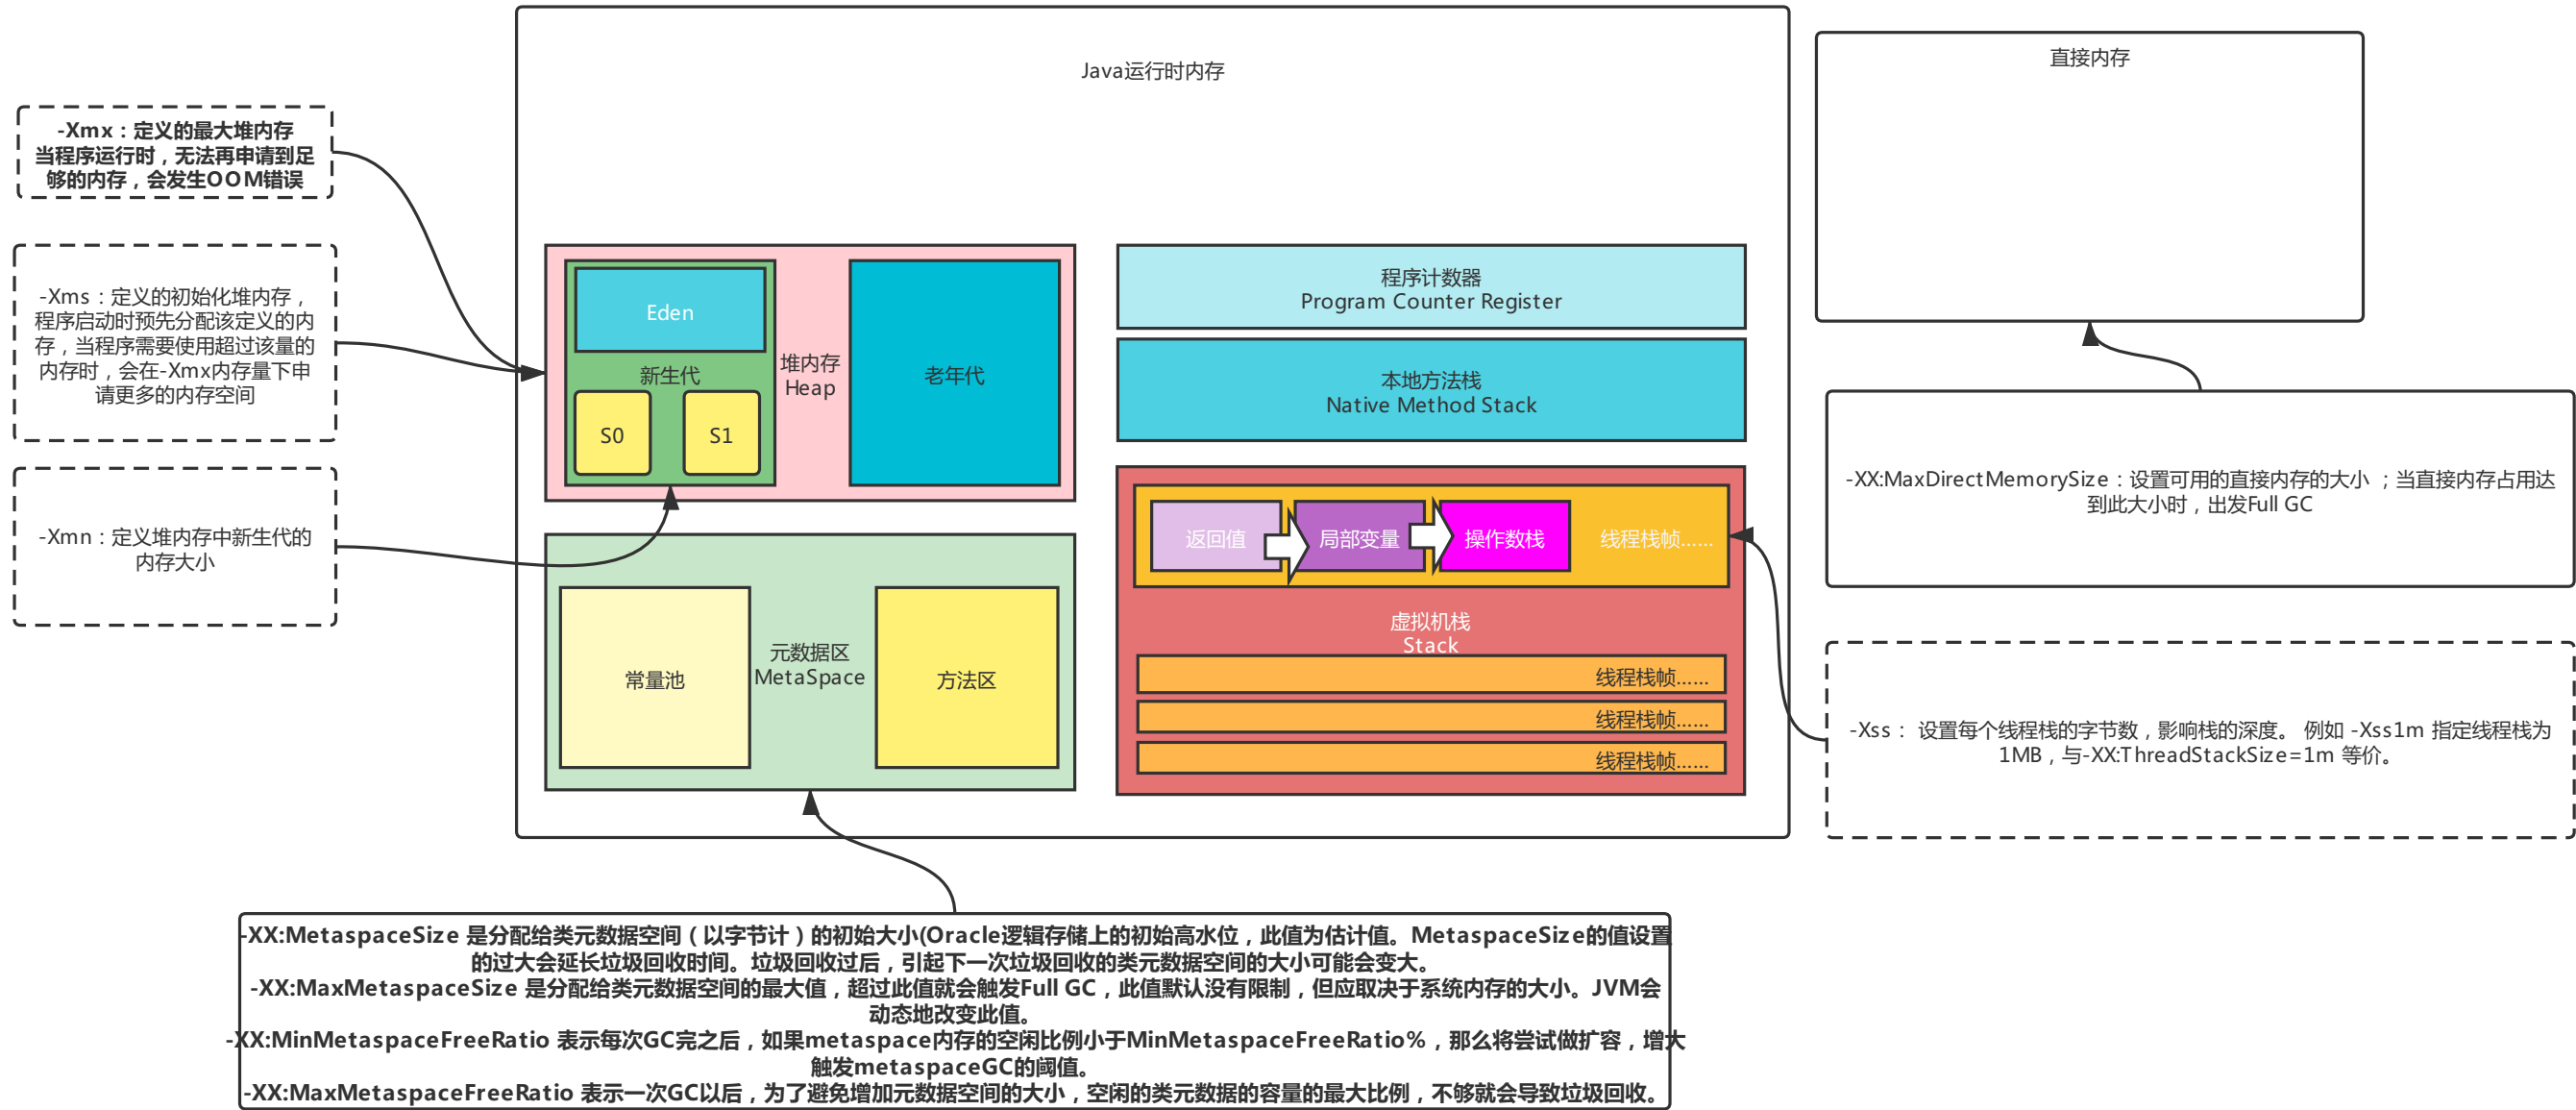 Java运行时内存
直接内存
-Xmx：定义的最大堆内存
当程序运行时，无法再申请到足
够的内存，会发生OOM错误
-Xms：定义的初始化堆内存，
程序启动时预先分配该定义的内
存，当程序需要使用超过该量的
内存时，会在-Xmx内存量下申
请更多的内存空间
-Xmn：定义堆内存中新生代的
内存大小
Eden
新生代
S0
S1
堆内存
Heap
老年代
程序计数器
Program Counter Register
本地方法栈
Native Method Stack
返回值
局部变量
操作数栈
线程栈帧......
虚拟机栈
Stack
线程栈帧......
线程栈帧......
线程栈帧......
常量池
元数据区
MetaSpace
方法区
-XX:MaxDirectMemorySize：设置可用的直接内存的大小 ；当直接内存占用达
到此大小时，出发Full GC
-Xss： 设置每个线程栈的字节数，影响栈的深度。 例如 -Xss1m 指定线程栈为
1MB，与-XX:ThreadStackSize=1m 等价。
-XX:MetaspaceSize 是分配给类元数据空间（以字节计）的初始大小(Oracle逻辑存储上的初始高水位，此值为估计值。MetaspaceSize的值设置
的过大会延长垃圾回收时间。垃圾回收过后，引起下一次垃圾回收的类元数据空间的大小可能会变大。
-XX:MaxMetaspaceSize 是分配给类元数据空间的最大值，超过此值就会触发Full GC，此值默认没有限制，但应取决于系统内存的大小。JVM会
动态地改变此值。
-XX:MinMetaspaceFreeRatio 表示每次GC完之后，如果metaspace内存的空闲比例小于MinMetaspaceFreeRatio%，那么将尝试做扩容，增大
触发metaspaceGC的阈值。
-XX:MaxMetaspaceFreeRatio 表示一次GC以后，为了避免增加元数据空间的大小，空闲的类元数据的容量的最大比例，不够就会导致垃圾回收。